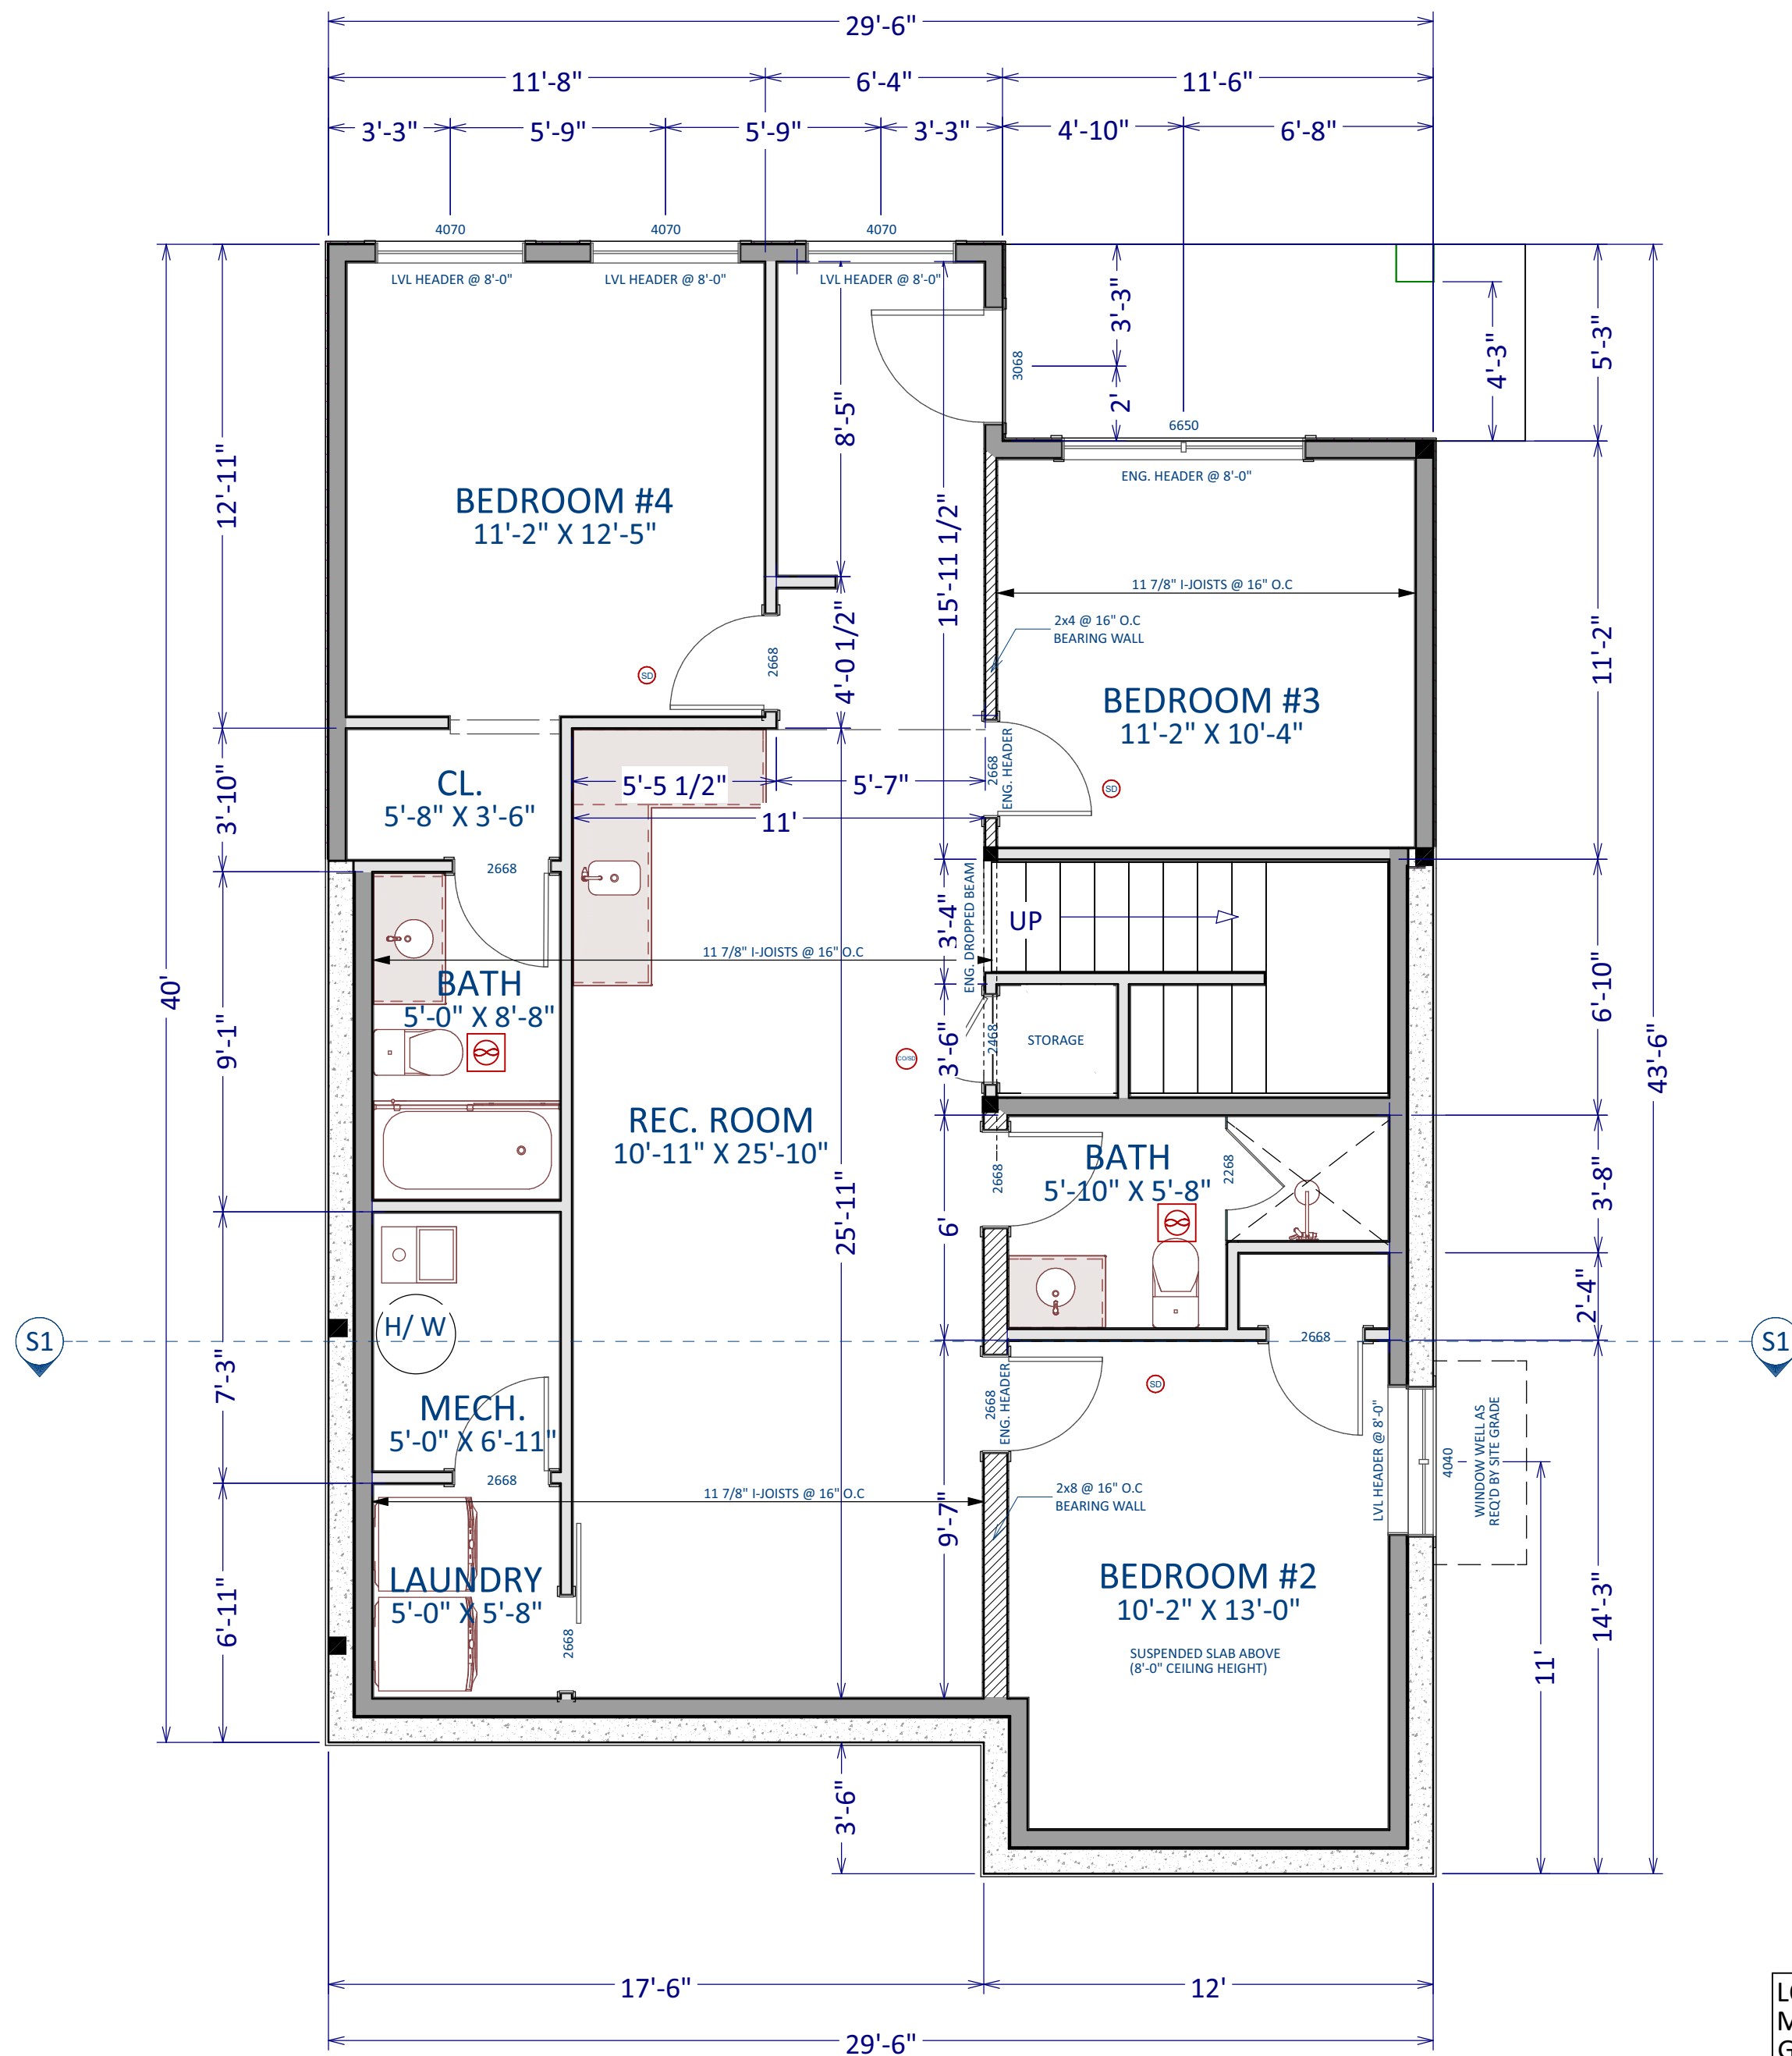 29'-6"
11'-8" 6'-4" 11'-6"
3'-3" 5'-9" 5'-9" 3'-3" 4'-10" 6'-8"
4070 4070 4070
LVL HEADER @ 8'-0" LVL HEADER @ 8'-0" LVL HEADER @ 8'-0"
3'-3"
5'-3"
4'-3"
3068
2'
8'-5"
6650
ENG. HEADER @ 8'-0"
12'-11"
BEDROOM #4
11'-2" X 12'-5"
15'-11 1/2"
11 7/8" I-JOISTS @ 16" O.C
2x4 @ 16" O.C
BEARING WALL
11'-2"
4'-0 1/2"
2668
SD
BEDROOM #3
11'-2" X 10'-4"
2668
ENG. HEADER
SD
5'-5 1/2" 5'-7"
11'
CL.
5'-8" X 3'-6"
3'-10"
2668
UP
3'-4"
ENG. DROPPED BEAM
11 7/8" I-JOISTS @ 16" O.C
40'
BATH
5'-0" X 8'-8"
9'-1"
6'-10"
43'-6"
3'-6"
2468
STORAGE
CO/SD
REC. ROOM
10'-11" X 25'-10"
BATH
5'-10" X 5'-8"
2668
2268
3'-8"
25'-11"
6'
2'-4"
H/W
S1 S1
2668
7'-3"
MECH.
5'-0" X 6'-11"
2668
2668
ENG. HEADER
SD
LVL HEADER @ 8'-0"
4040
WINDOW WELL AS
REQ'D BY SITE GRADE
11 7/8" I-JOISTS @ 16" O.C
2x8 @ 16" O.C
BEARING WALL
9'-7"
LAUNDRY
5'-0" X 5'-8"
6'-11"
2668
BEDROOM #2
10'-2" X 13'-0"
SUSPENDED SLAB ABOVE
(8'-0" CEILING HEIGHT)
14'-3"
11'
3'-6"
17'-6" 12'
29'-6"